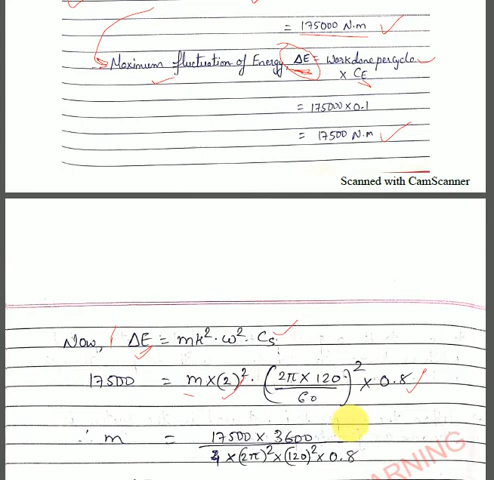 = 175000 N.m
Maximum fluctuation of Energy, ΔE = Workdone per cycle
× CE
= 175000 × 0.1
= 17500 N.m
Scanned with CamScanner
Now, ΔE = mk². ω². Cs
17500 = m×(2)². (2π × 120 / 60)² × 0.8
∴ m = 17500 × 3600 / 4 × (2π)² × (120)² × 0.8